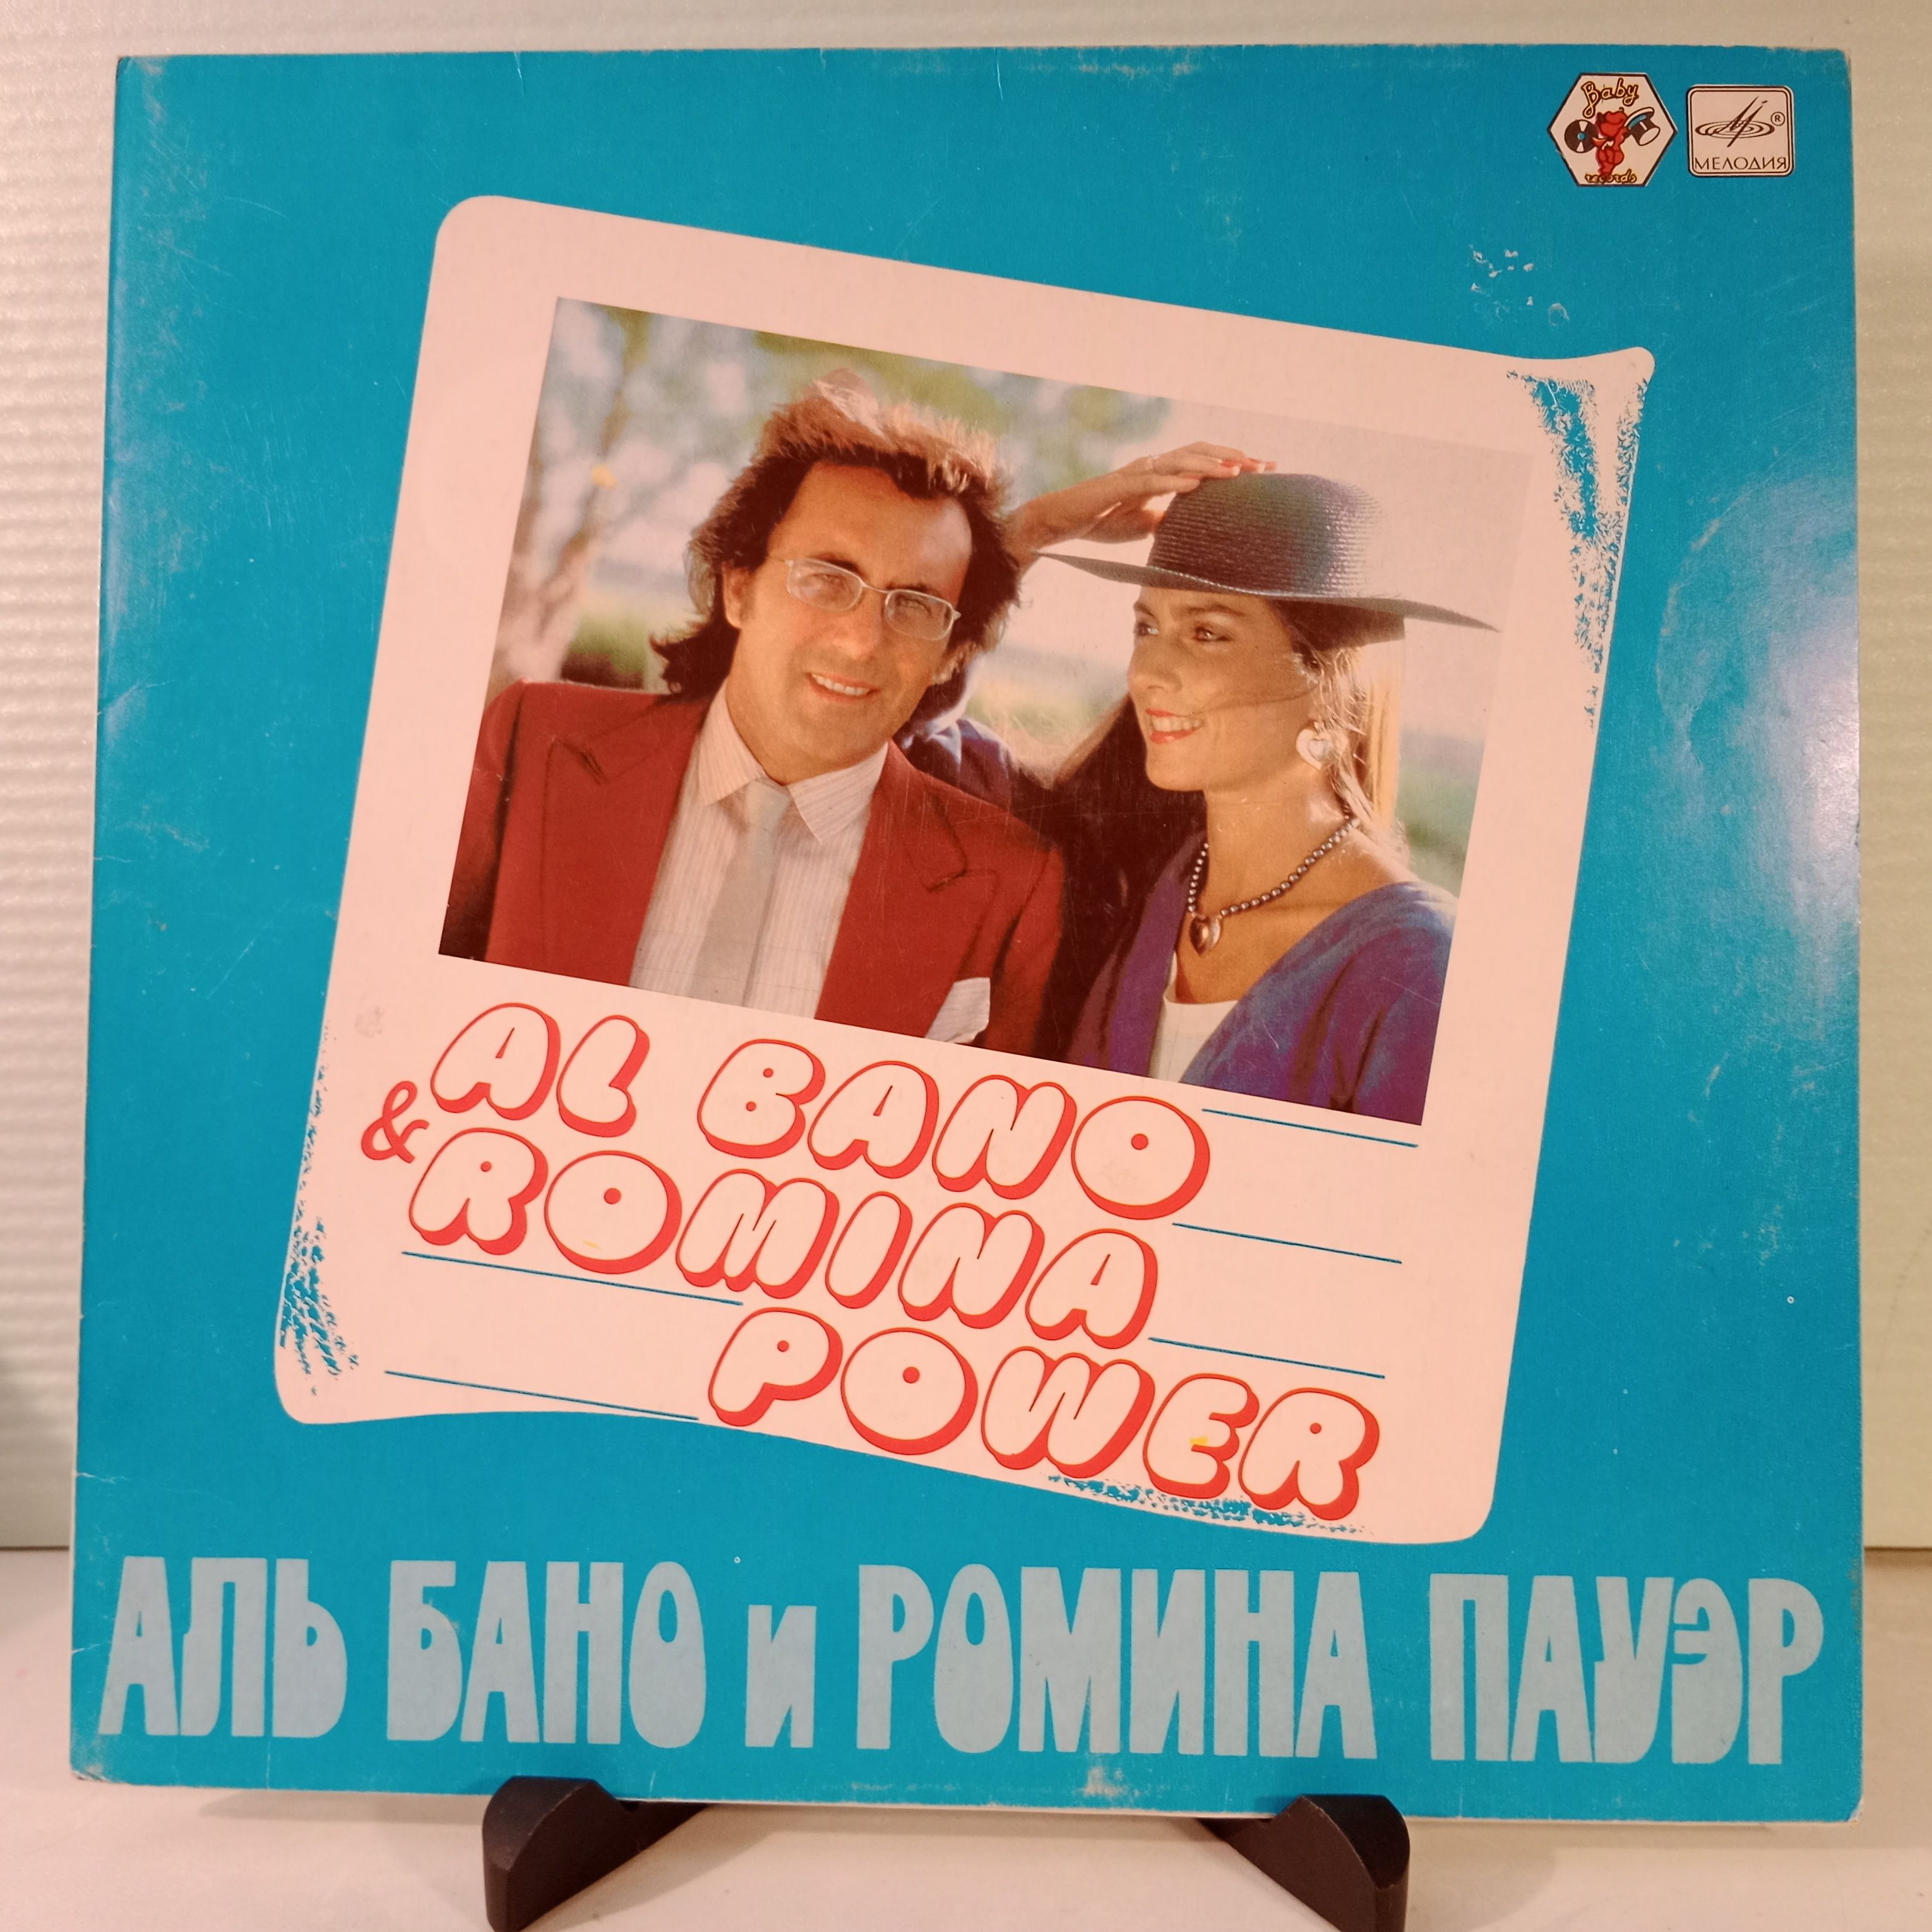 Baby
records
МЕЛОДИЯ
®
AL BANO
& ROMINA
POWER
АЛЬ БАНО и РОМИНА ПАУЭР